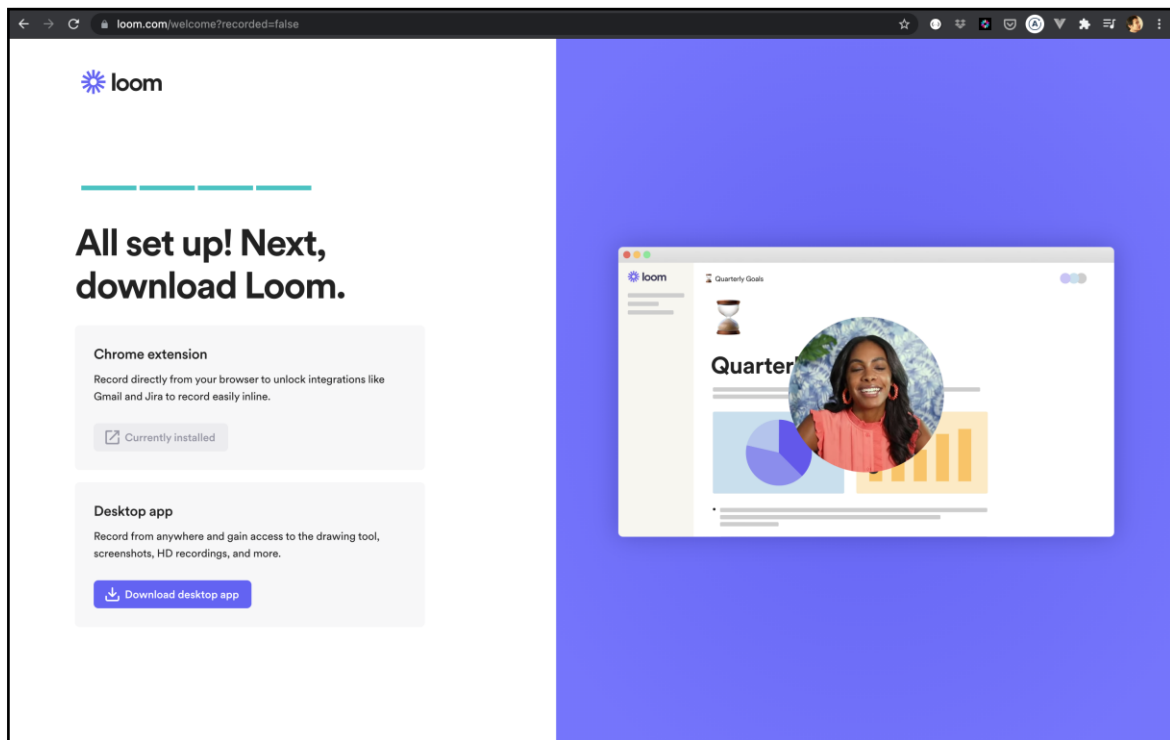 loom.com/welcome?recorded=false
loom
All set up! Next,
download Loom.
Chrome extension
Record directly from your browser to unlock integrations like
Gmail and Jira to record easily inline.
Currently installed
Desktop app
Record from anywhere and gain access to the drawing tool,
screenshots, HD recordings, and more.
Download desktop app
loom
Quarterly Goals
Quarter